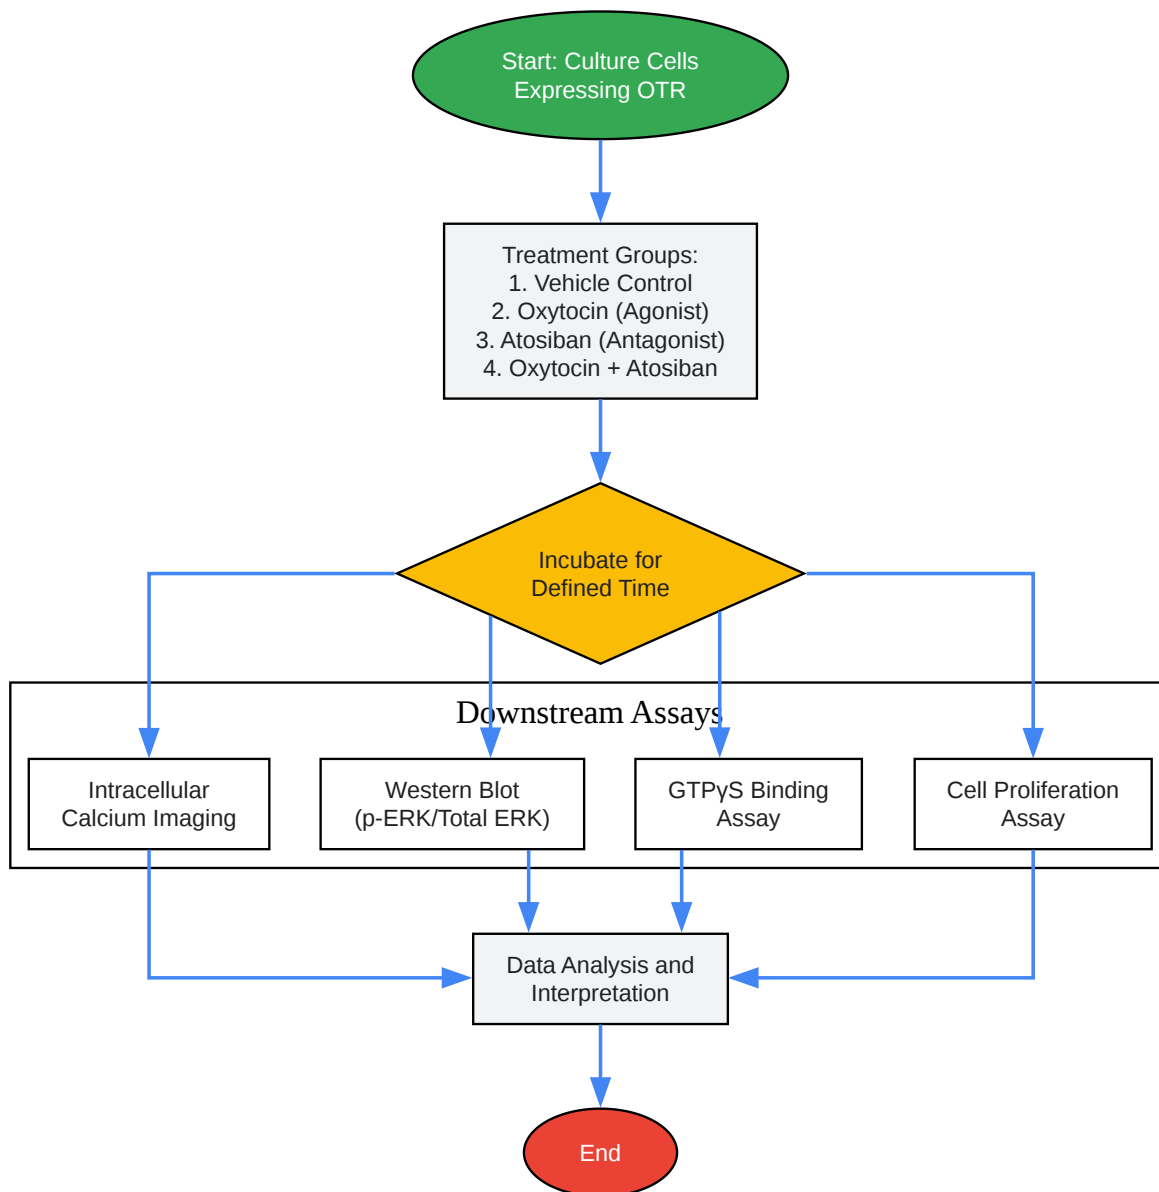 Start: Culture Cells
Expressing OTR
Treatment Groups:
1. Vehicle Control
2. Oxytocin (Agonist)
3. Atosiban (Antagonist)
4. Oxytocin + Atosiban
Incubate for
Defined Time
Downstream Assays
Intracellular
Calcium Imaging
Western Blot
(p-ERK/Total ERK)
GTPγS Binding
Assay
Cell Proliferation
Assay
Data Analysis and
Interpretation
End